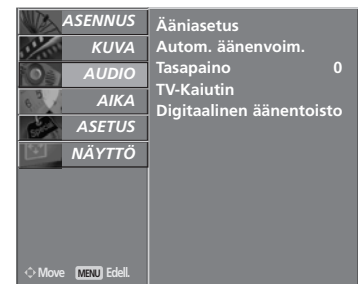 ASENNUS
KUVA
AUDIO
AIKA
ASETUS
NÄYTTÖ
Ääniasetus
Autom. äänenvoim.
Tasapaino 0
TV-Kaiutin
Digitaalinen äänentoisto
Move MENU Edell.